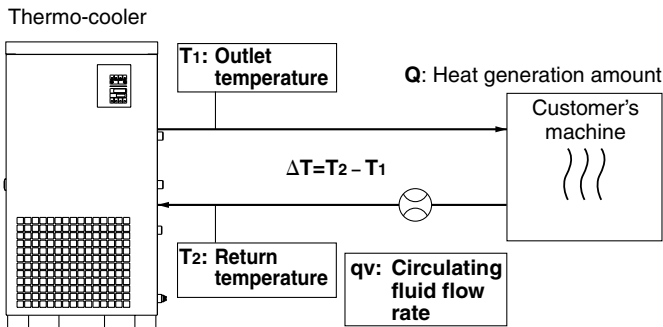 Thermo-cooler
T1: Outlet
temperature
Q: Heat generation amount
Customer's
machine
ΔT=T2 – T1
T2: Return
temperature
qv: Circulating
fluid flow
rate